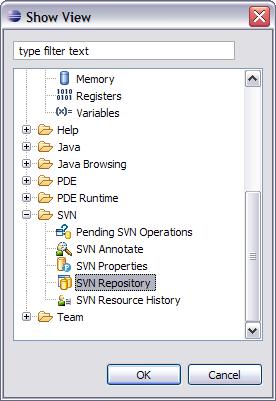 Show View
type filter text
Memory
Registers
(x)= Variables
Help
Java
Java Browsing
PDE
PDE Runtime
SVN
Pending SVN Operations
SVN Annotate
SVN Properties
SVN Repository
SVN Resource History
Team
OK
Cancel